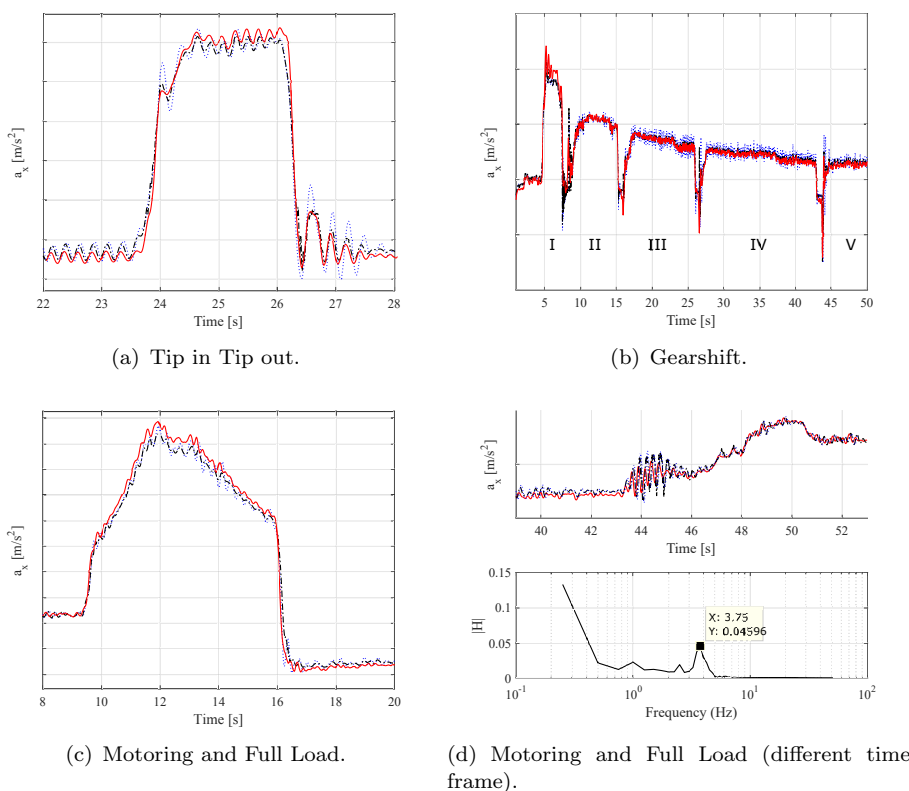 a_x [m/s²]
22 23 24 25 26 27 28
Time [s]
(a) Tip in Tip out.
a_x [m/s²]
I II III IV V
5 10 15 20 25 30 35 40 45 50
Time [s]
(b) Gearshift.
a_x [m/s²]
8 10 12 14 16 18 20
Time [s]
(c) Motoring and Full Load.
a_x [m/s²]
40 42 44 46 48 50 52
Time [s]
|H|
0.15
0.1
0.05
0
X: 3.75
Y: 0.04596
10^-1 10^0 10^1 10^2
Frequency (Hz)
(d) Motoring and Full Load (different time
frame).